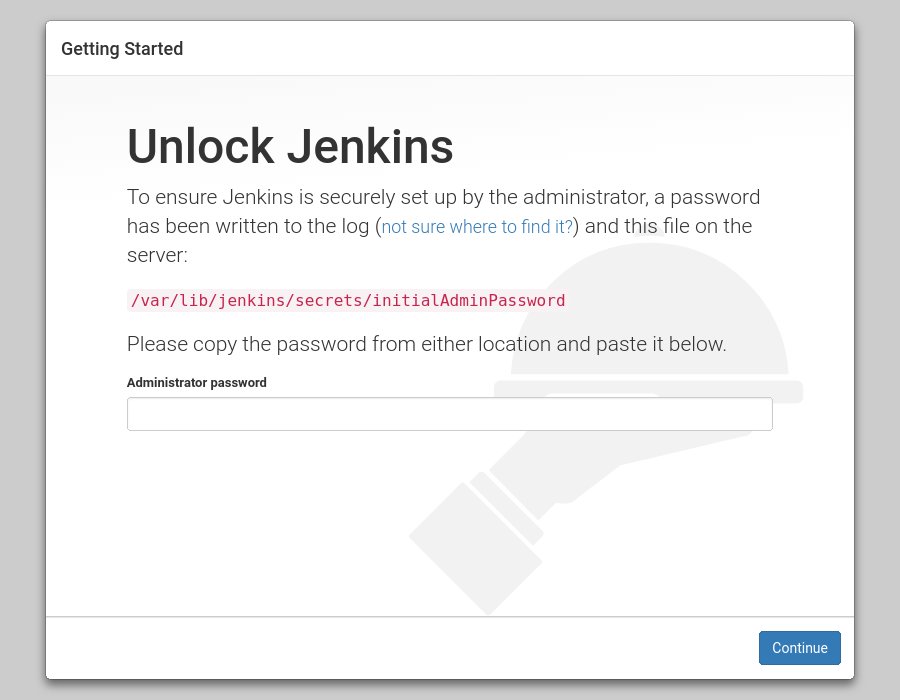 Getting Started
Unlock Jenkins
To ensure Jenkins is securely set up by the administrator, a password
has been written to the log (not sure where to find it?) and this file on the
server:
/var/lib/jenkins/secrets/initialAdminPassword
Please copy the password from either location and paste it below.
Administrator password
Continue